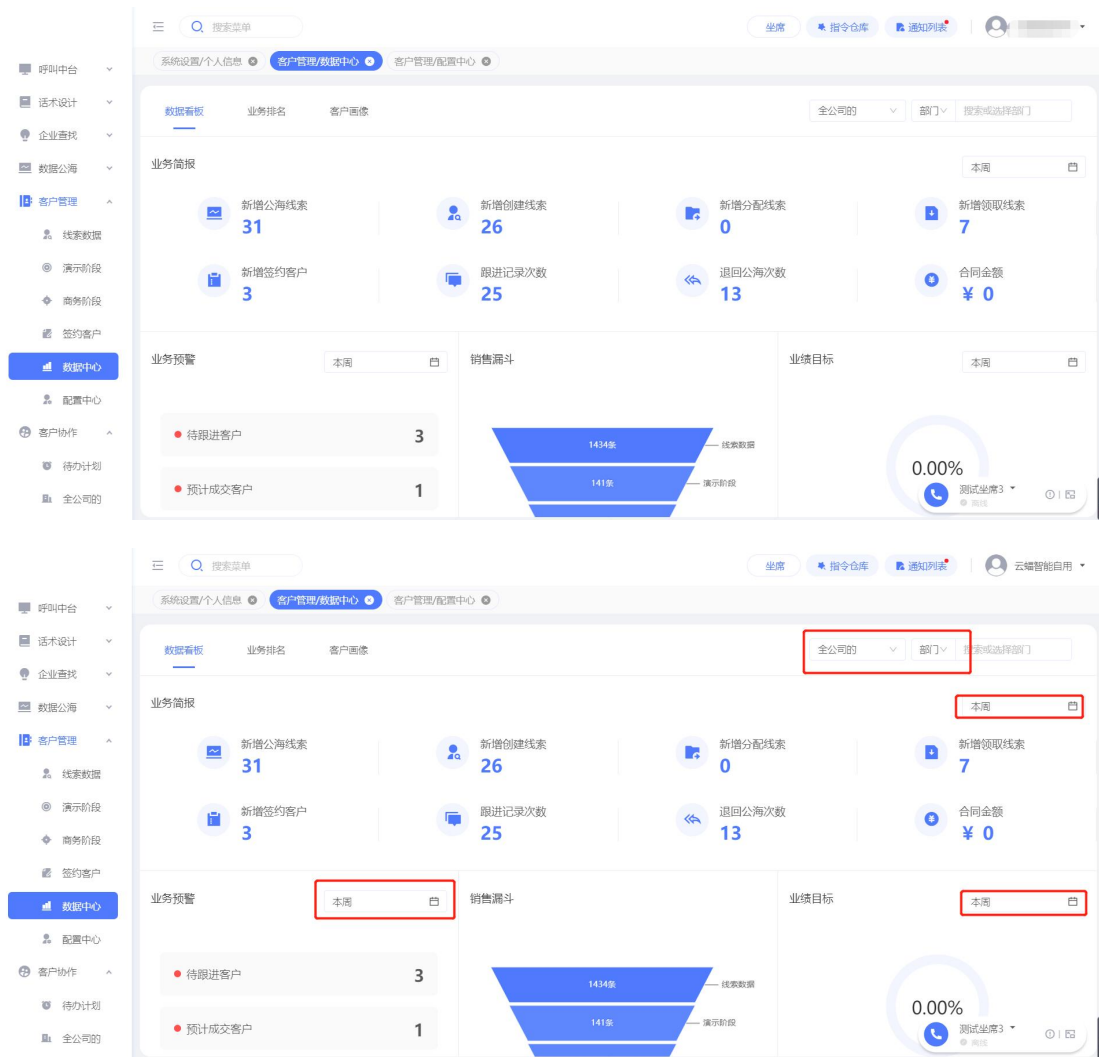 搜索菜单
坐席
指令仓库
通知列表
系统设置/个人信息
客户管理/数据中心
客户管理/配置中心
呼叫中台
话术设计
企业查找
数据公海
客户管理
线索数据
演示阶段
商务阶段
签约客户
数据中心
配置中心
客户协作
待办计划
全公司的
数据看板
业务排名
客户画像
全公司的
部门
搜索或选择部门
业务简报
本周
新增公海线索
31
新增创建线索
26
新增分配线索
0
新增领取线索
7
新增签约客户
3
跟进记录次数
25
退回公海次数
13
合同金额
¥ 0
业务预警
本周
销售漏斗
业绩目标
本周
待跟进客户
3
预计成交客户
1
1434条
线索数据
141条
演示阶段
0.00%
测试坐席3
离线
搜索菜单
坐席
指令仓库
通知列表
云蝠智能自用
系统设置/个人信息
客户管理/数据中心
客户管理/配置中心
呼叫中台
话术设计
企业查找
数据公海
客户管理
线索数据
演示阶段
商务阶段
签约客户
数据中心
配置中心
客户协作
待办计划
全公司的
数据看板
业务排名
客户画像
全公司的
部门
搜索或选择部门
业务简报
本周
新增公海线索
31
新增创建线索
26
新增分配线索
0
新增领取线索
7
新增签约客户
3
跟进记录次数
25
退回公海次数
13
合同金额
¥ 0
业务预警
本周
销售漏斗
业绩目标
本周
待跟进客户
3
预计成交客户
1
1434条
线索数据
141条
演示阶段
0.00%
测试坐席3
离线